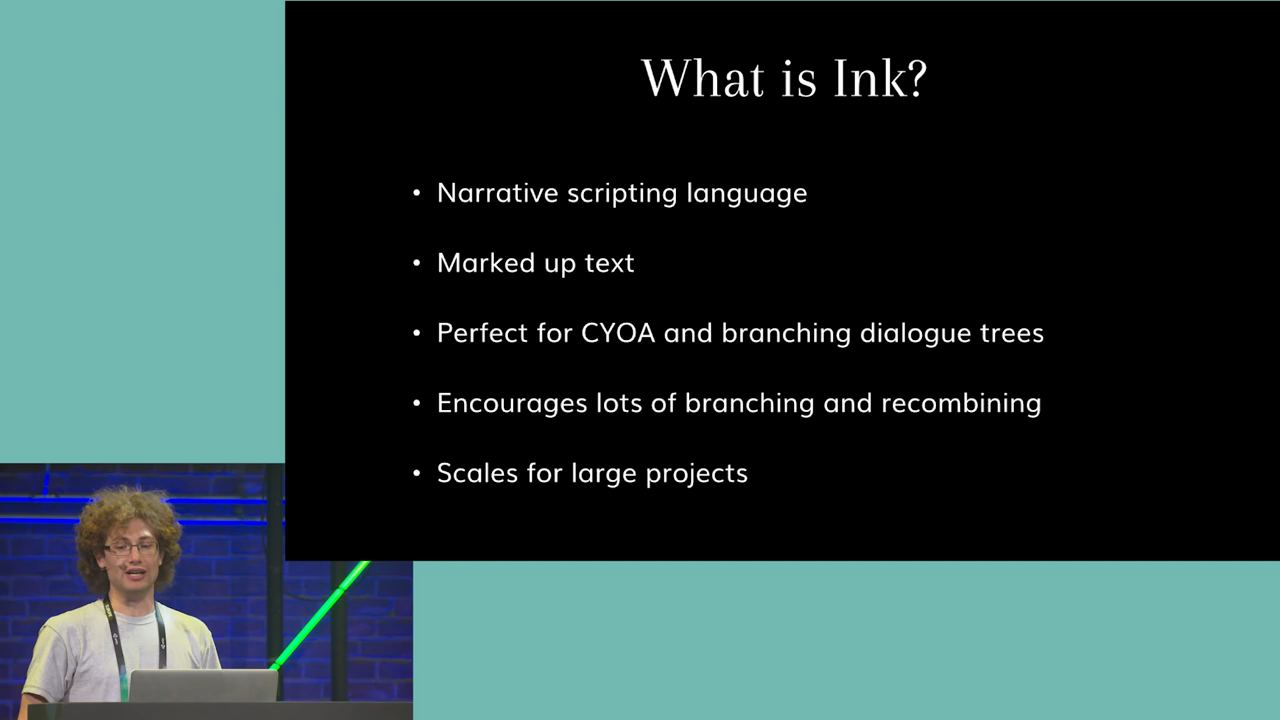 What is Ink?
• Narrative scripting language
• Marked up text
• Perfect for CYOA and branching dialogue trees
• Encourages lots of branching and recombining
• Scales for large projects